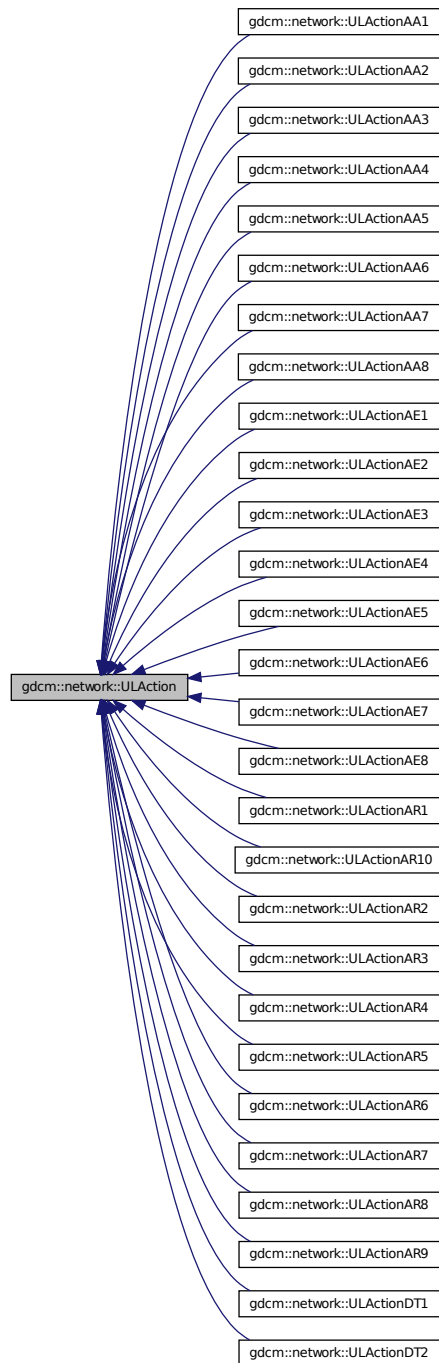 gdcm::network::ULActionAA1
gdcm::network::ULActionAA2
gdcm::network::ULActionAA3
gdcm::network::ULActionAA4
gdcm::network::ULActionAA5
gdcm::network::ULActionAA6
gdcm::network::ULActionAA7
gdcm::network::ULActionAA8
gdcm::network::ULActionAE1
gdcm::network::ULActionAE2
gdcm::network::ULActionAE3
gdcm::network::ULActionAE4
gdcm::network::ULActionAE5
gdcm::network::ULActionAE6
gdcm::network::ULAction
gdcm::network::ULActionAE7
gdcm::network::ULActionAE8
gdcm::network::ULActionAR1
gdcm::network::ULActionAR10
gdcm::network::ULActionAR2
gdcm::network::ULActionAR3
gdcm::network::ULActionAR4
gdcm::network::ULActionAR5
gdcm::network::ULActionAR6
gdcm::network::ULActionAR7
gdcm::network::ULActionAR8
gdcm::network::ULActionAR9
gdcm::network::ULActionDT1
gdcm::network::ULActionDT2